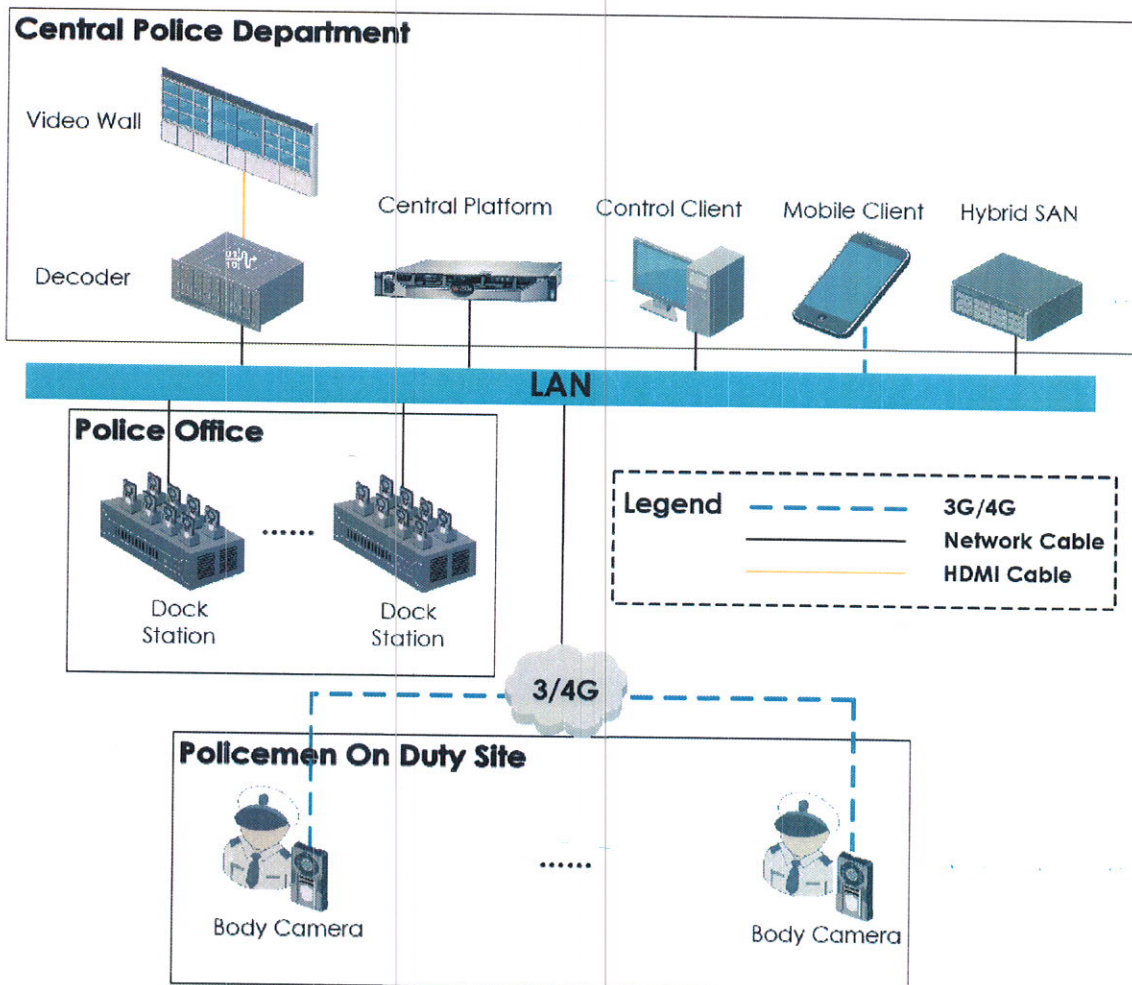 Central Police Department
Video Wall
Central Platform
Control Client
Mobile Client
Hybrid SAN
Decoder
LAN
Police Office
Dock
Station
......
Dock
Station
Legend
3G/4G
Network Cable
HDMI Cable
3/4G
Policemen On Duty Site
......
Body Camera
Body Camera